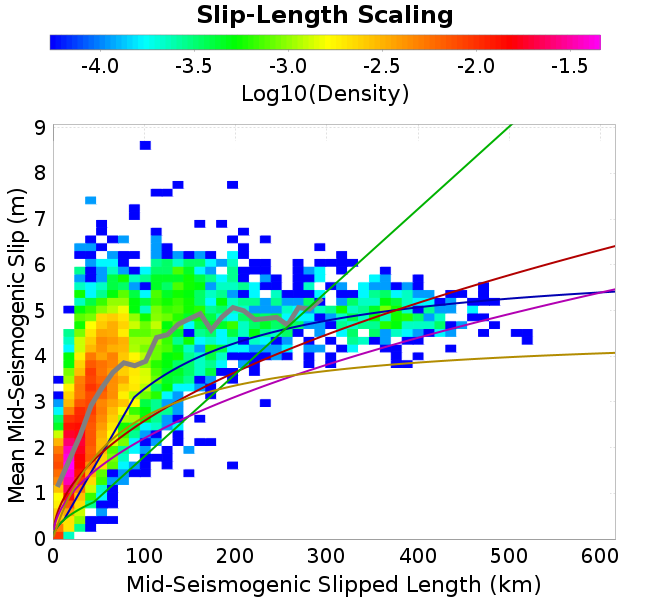 Slip-Length Scaling
-4.0 -3.5 -3.0 -2.5 -2.0 -1.5
Log10(Density)
9
8
7
6
5
4
3
2
1
0
Mean Mid-Seismogenic Slip (m)
0 100 200 300 400 500 600
Mid-Seismogenic Slipped Length (km)